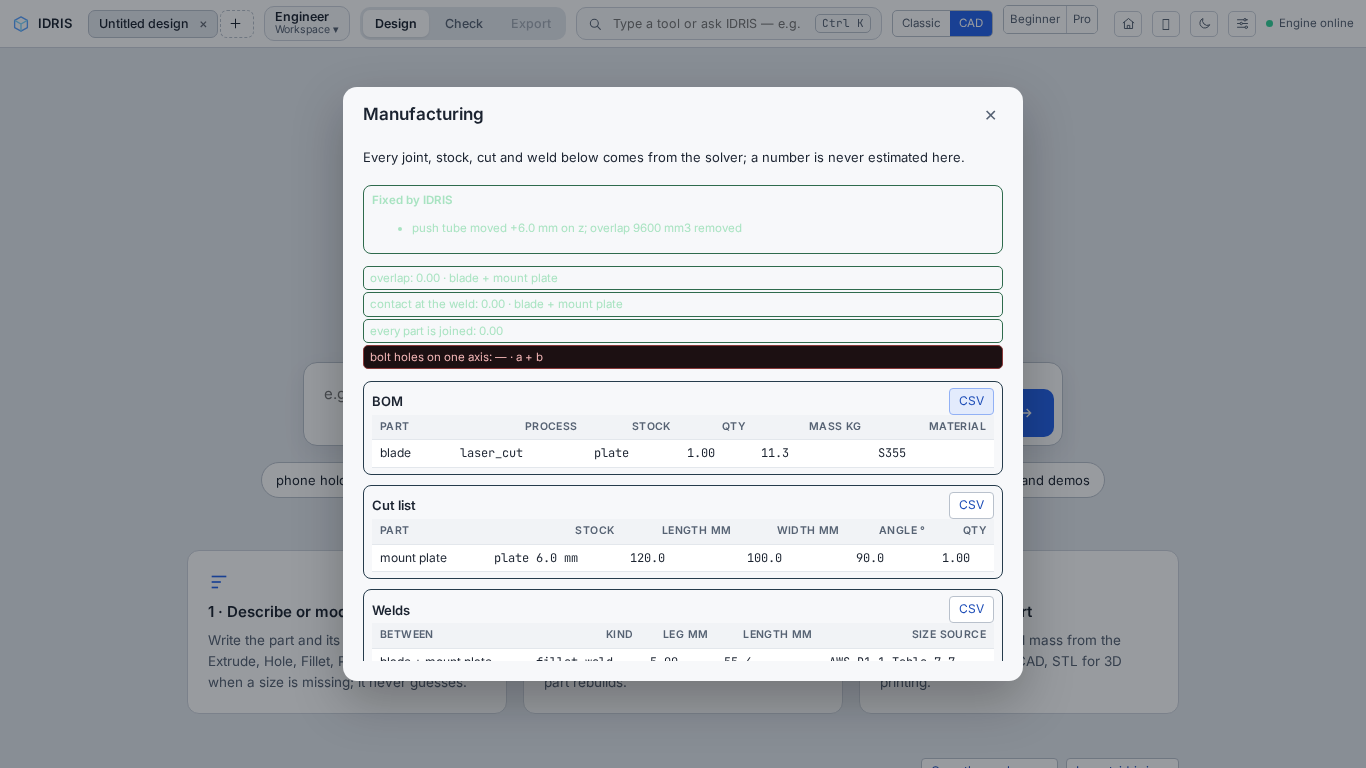 IDRIS
Untitled design ×
+
Engineer
Workspace ▾
Design Check Export
Type a tool or ask IDRIS — e.g. Ctrl K
Classic CAD
Beginner Pro
Engine online
Manufacturing ×
Every joint, stock, cut and weld below comes from the solver; a number is never estimated here.
Fixed by IDRIS
• push tube moved +6.0 mm on z; overlap 9600 mm3 removed
overlap: 0.00 · blade + mount plate
contact at the weld: 0.00 · blade + mount plate
every part is joined: 0.00
bolt holes on one axis: — · a + b
BOM CSV
PART PROCESS STOCK QTY MASS KG MATERIAL
blade laser_cut plate 1.00 11.3 S355
Cut list CSV
PART STOCK LENGTH MM WIDTH MM ANGLE ° QTY
mount plate plate 6.0 mm 120.0 100.0 90.0 1.00
Welds CSV
BETWEEN KIND LEG MM LENGTH MM SIZE SOURCE
e.g
→
phone hold
and demos
1 · Describe or mod
Write the part and its
Extrude, Hole, Fillet, P
when a size is missing; it never guesses.
part rebuilds.
rt
mass from the
CAD, STL for 3D
printing.